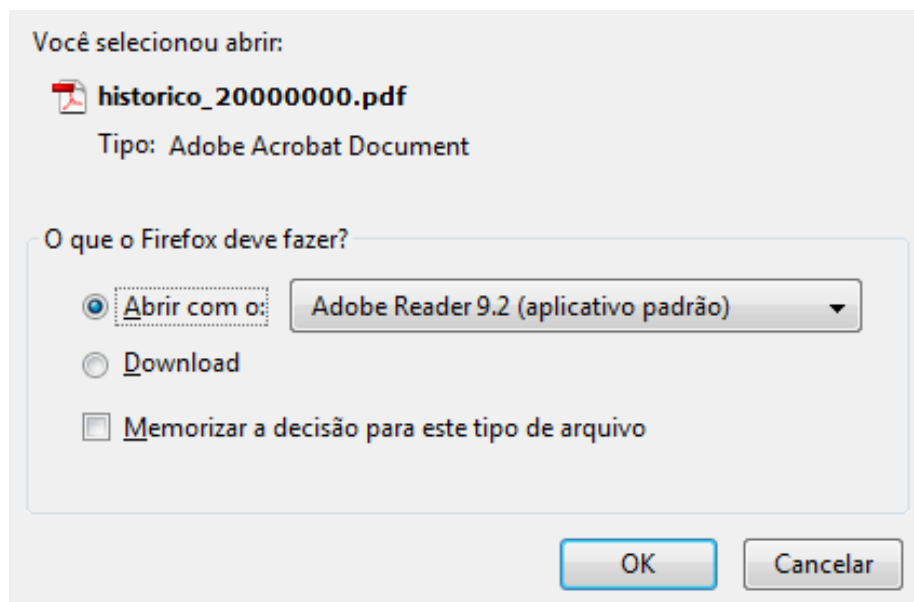 Você selecionou abrir:
historico_20000000.pdf
Tipo: Adobe Acrobat Document
O que o Firefox deve fazer?
Abrir com o: Adobe Reader 9.2 (aplicativo padrão)
Download
Memorizar a decisão para este tipo de arquivo
OK Cancelar